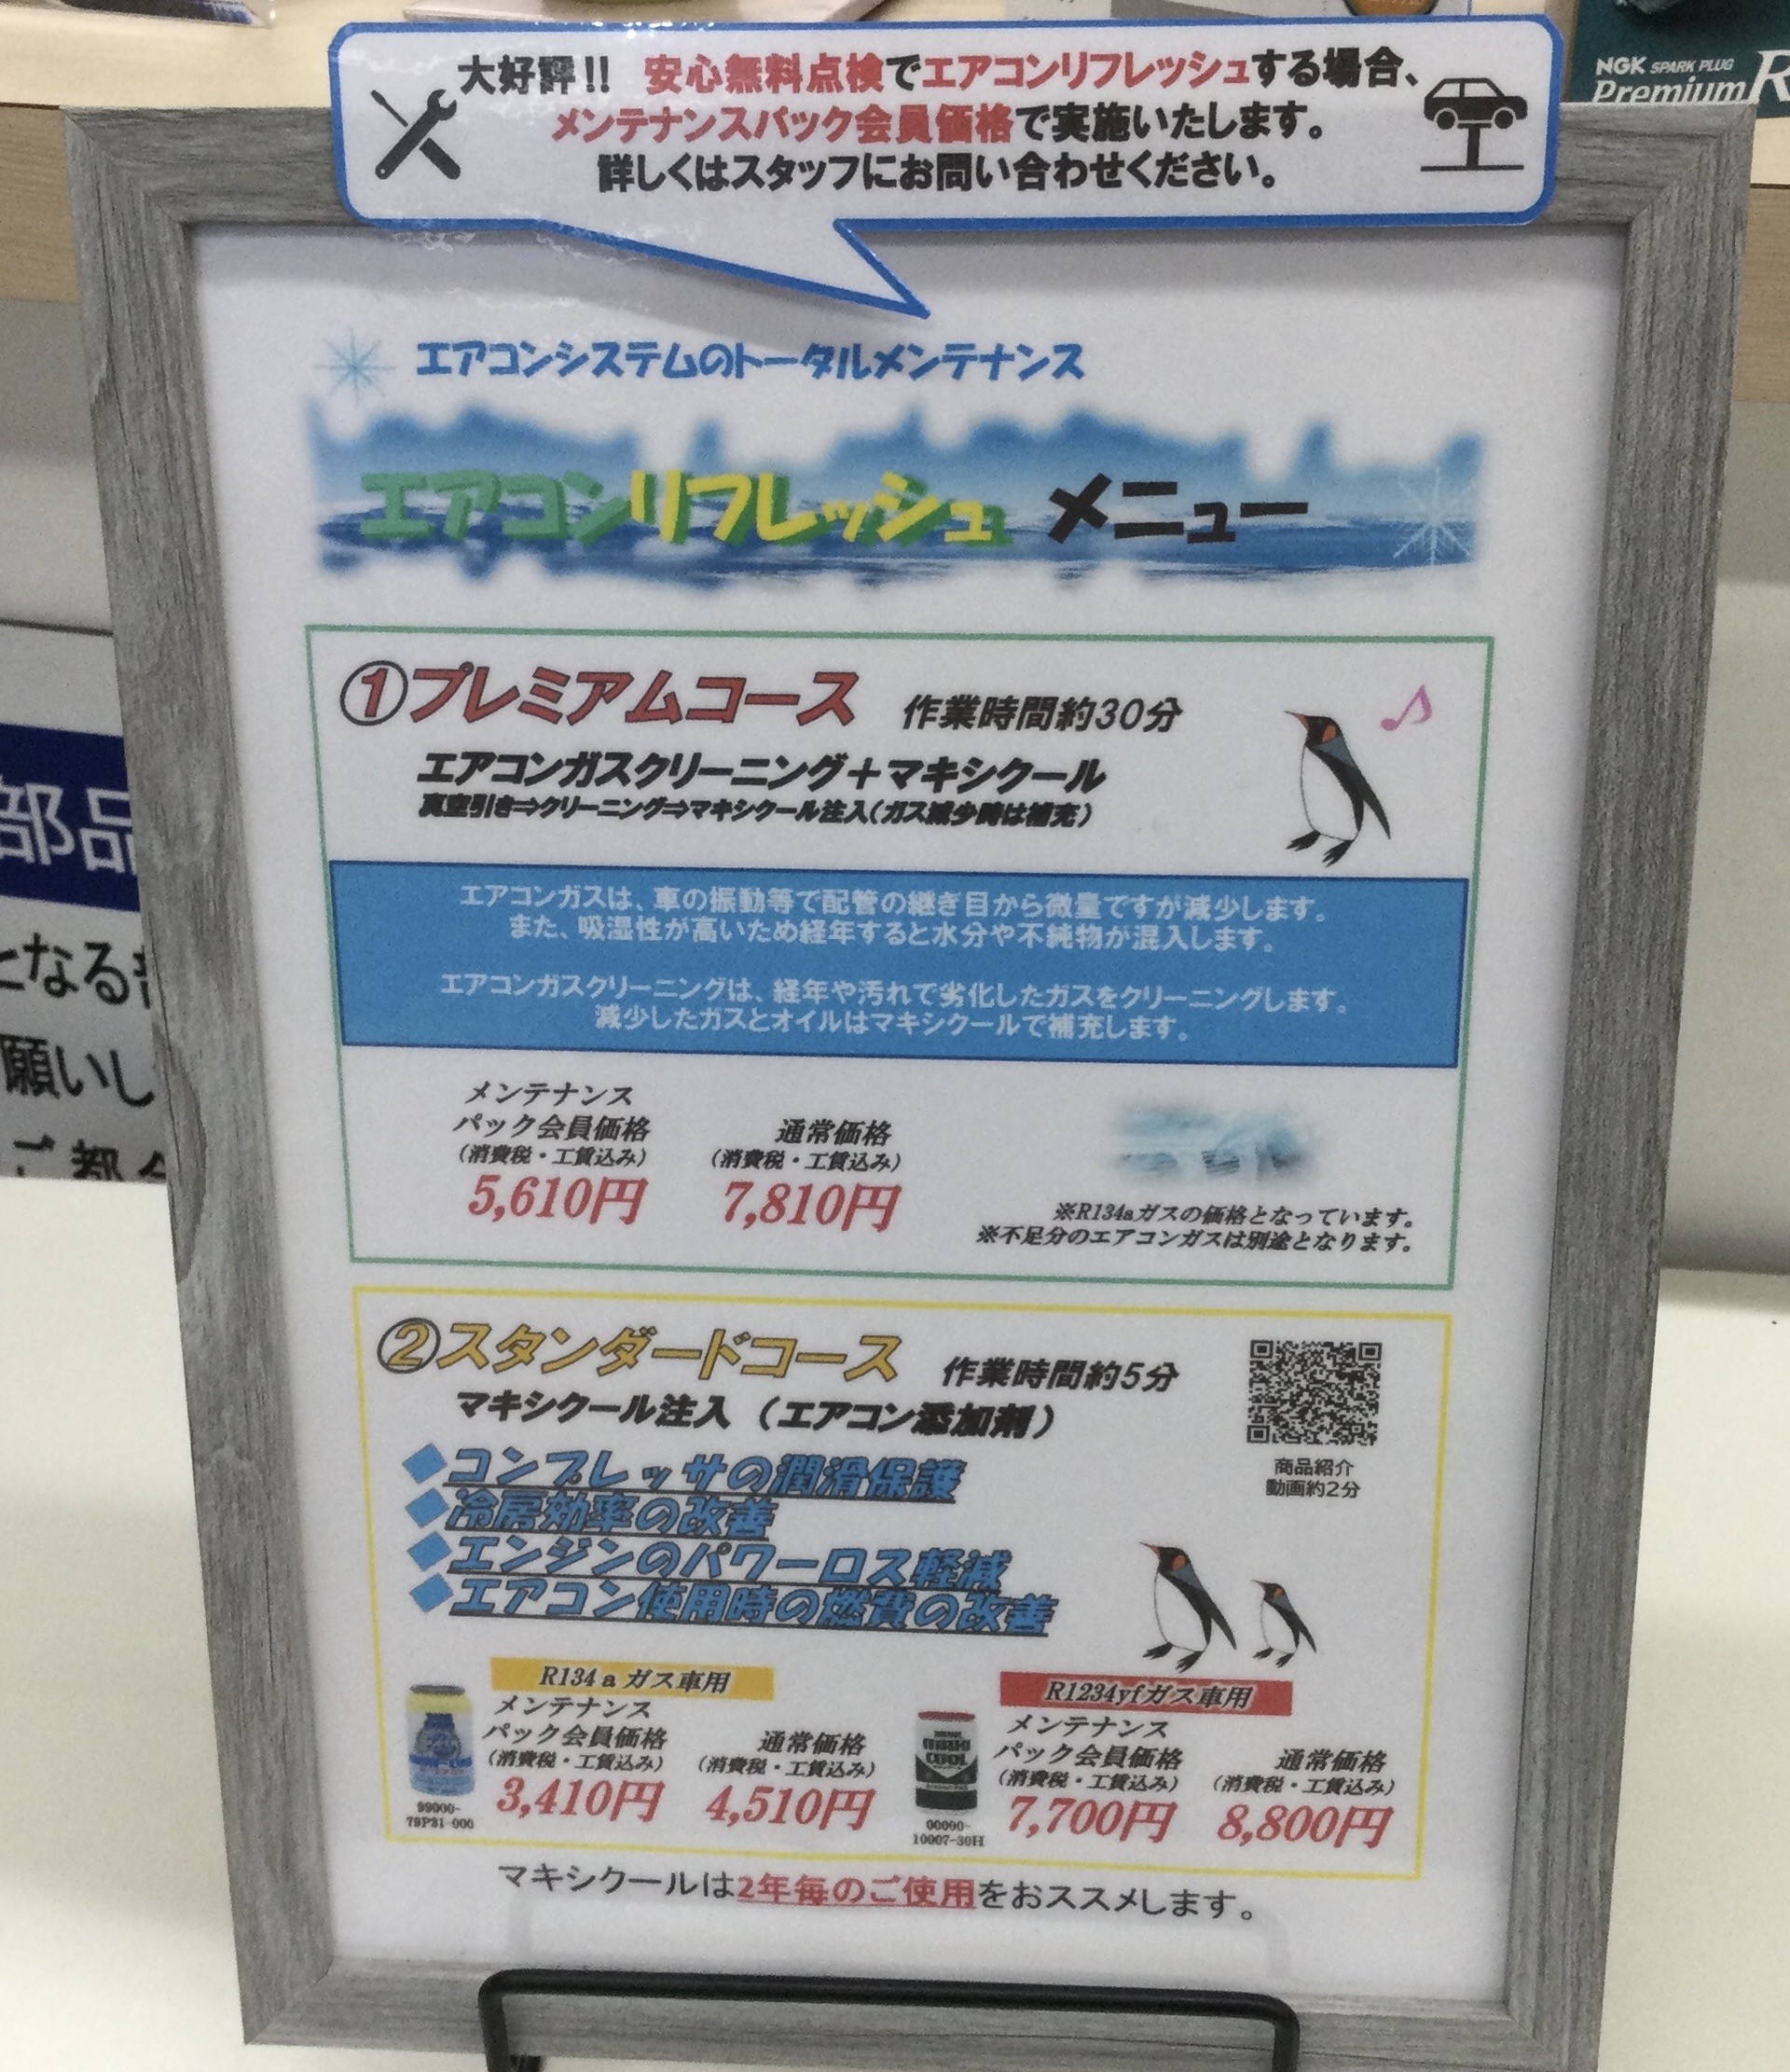 大好評!! 安心無料点検でエアコンリフレッシュする場合、
メンテナンスパック会員価格で実施いたします。
詳しくはスタッフにお問い合わせください。
NGK SPARK PLUG
Premium R
エアコンシステムのトータルメンテナンス
エアコンリフレッシュ メニュー
①プレミアムコース 作業時間約30分
エアコンガスクリーニング＋マキシクール
真空引き⇒クリーニング⇒マキシクール注入(ガス減少時は補充)
エアコンガスは、車の振動等で配管の継ぎ目から微量ですが減少します。
また、吸湿性が高いため経年すると水分や不純物が混入します。
エアコンガスクリーニングは、経年や汚れで劣化したガスをクリーニングします。
減少したガスとオイルはマキシクールで補充します。
メンテナンス
パック会員価格 通常価格
(消費税・工賃込み) (消費税・工賃込み)
5,610円 7,810円
※R134aガスの価格となっています。
※不足分のエアコンガスは別途となります。
②スタンダードコース 作業時間約5分
マキシクール注入（エアコン添加剤）
◆コンプレッサの潤滑保護
◆冷房効率の改善
◆エンジンのパワーロス軽減
◆エアコン使用時の燃費の改善
商品紹介
動画約2分
R134aガス車用
メンテナンス
パック会員価格 通常価格
(消費税・工賃込み) (消費税・工賃込み)
3,410円 4,510円
99000-
79P31-000
R1234yfガス車用
メンテナンス
パック会員価格 通常価格
(消費税・工賃込み) (消費税・工賃込み)
7,700円 8,800円
COOL
00000-
10007-30H
マキシクールは2年毎のご使用をおススメします。
部品
となる
願いし